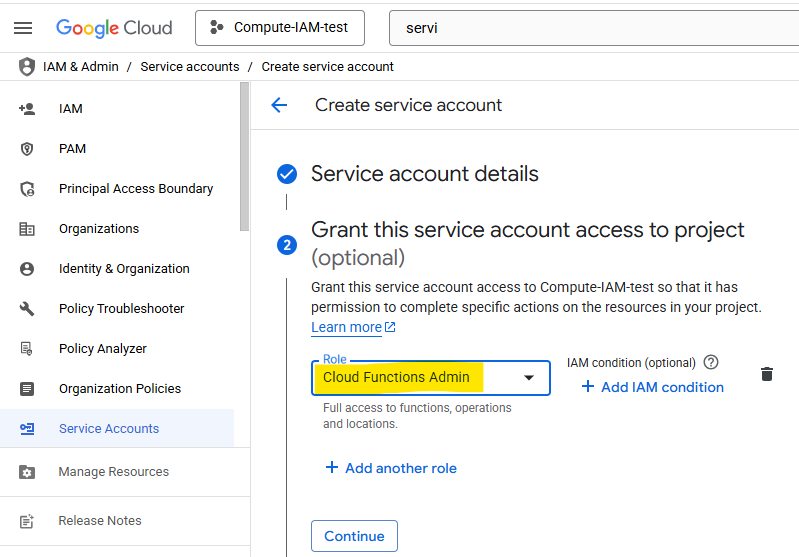 Google Cloud
Compute-IAM-test
servi
IAM & Admin / Service accounts / Create service account
IAM
PAM
Principal Access Boundary
Organizations
Identity & Organization
Policy Troubleshooter
Policy Analyzer
Organization Policies
Service Accounts
Manage Resources
Release Notes
Create service account
Service account details
2
Grant this service account access to project
(optional)
Grant this service account access to Compute-IAM-test so that it has
permission to complete specific actions on the resources in your project.
Learn more
Role
Cloud Functions Admin
Full access to functions, operations
and locations.
IAM condition (optional) ?
+ Add IAM condition
+ Add another role
Continue